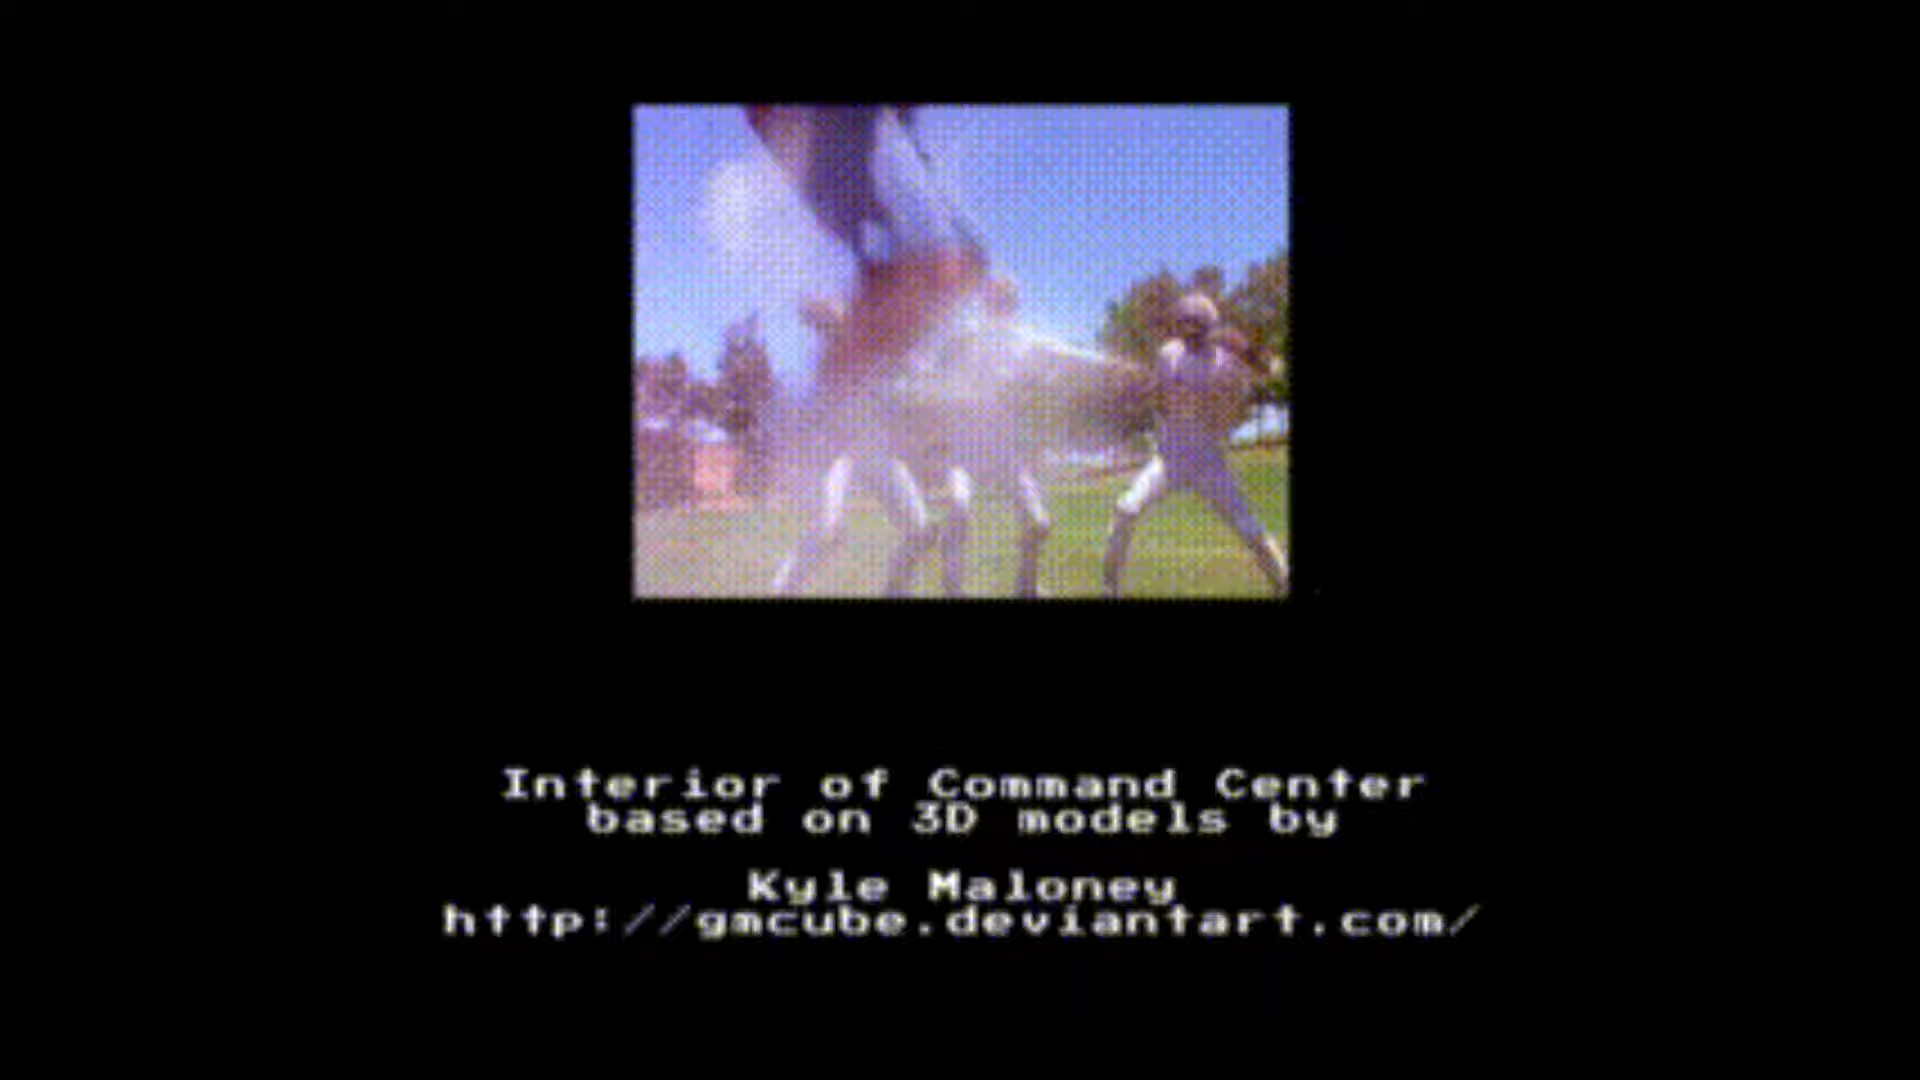 Interior of Command Center
based on 3D models by
Kyle Maloney
http://gmcube.deviantart.com/